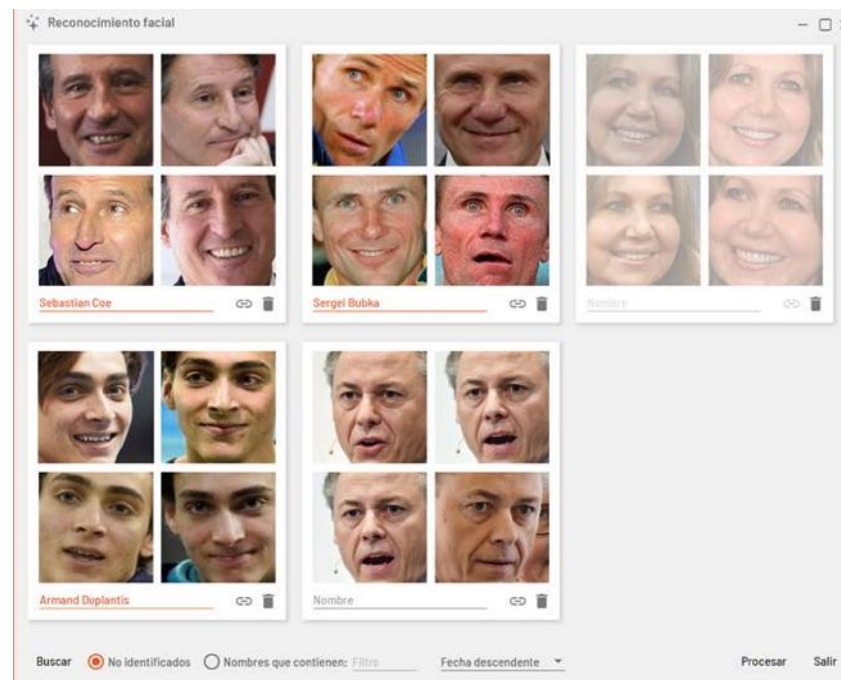 Reconocimiento facial
Sebastian Coe
Sergei Bubka
Nombre
Armand Duplantis
Nombre
Buscar No identificados Nombres que contienen: Filtro Fecha descendente Procesar Salir